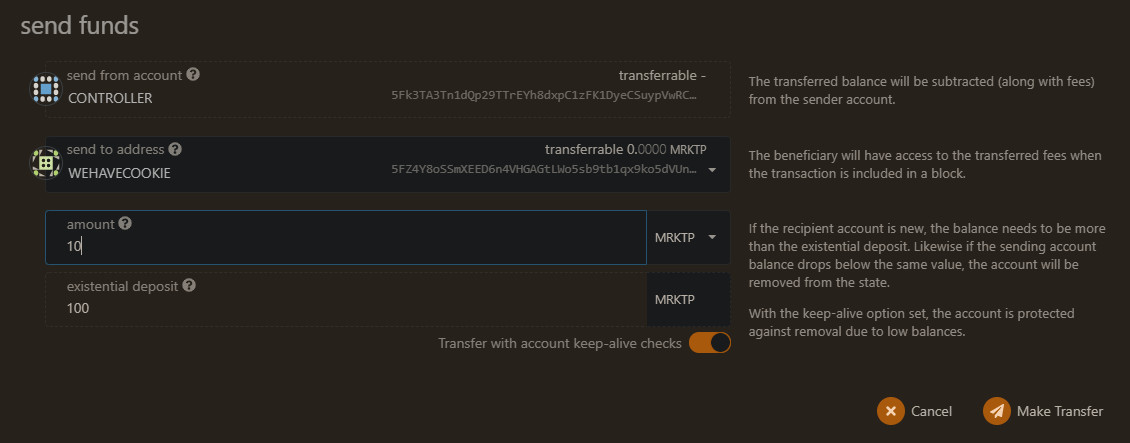 send funds
send from account
transferrable -
CONTROLLER
5Fk3TA3Tn1dQp29TTrEYh8dxpC1zFK1DyeCSuypVwRC…
The transferred balance will be subtracted (along with fees)
from the sender account.
send to address
transferrable 0.0000 MRKTP
WEHAVECOOKIE
5FZ4Y8oSSmXEED6n4VHGAGtLWo5sb9tb1qx9ko5dVUn…
The beneficiary will have access to the transferred fees when
the transaction is included in a block.
amount
10
MRKTP
If the recipient account is new, the balance needs to be more
than the existential deposit. Likewise if the sending account
balance drops below the same value, the account will be
removed from the state.
existential deposit
100
MRKTP
With the keep-alive option set, the account is protected
against removal due to low balances.
Transfer with account keep-alive checks
Cancel
Make Transfer